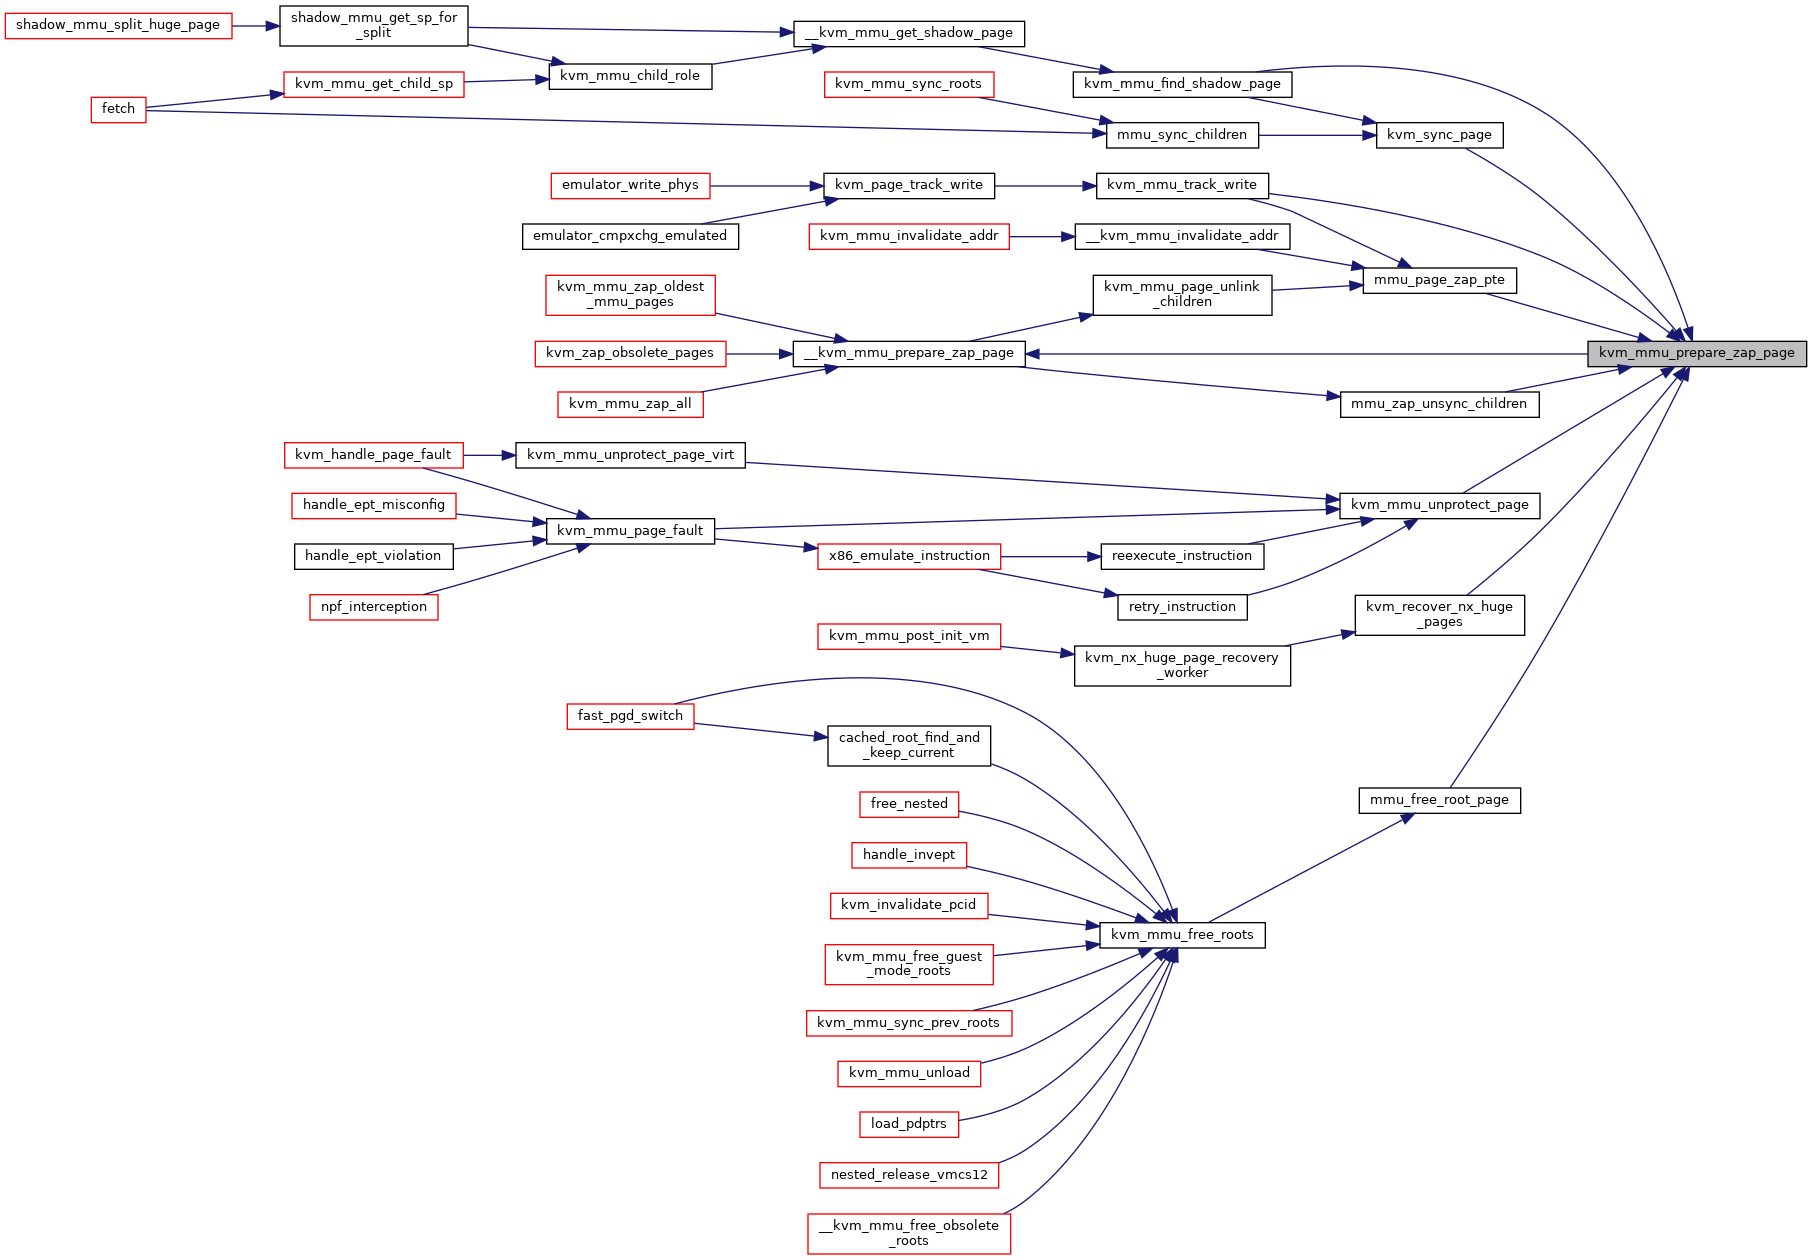 shadow_mmu_split_huge_page
shadow_mmu_get_sp_for
_split
__kvm_mmu_get_shadow_page
kvm_mmu_child_role
kvm_mmu_get_child_sp
kvm_mmu_sync_roots
kvm_mmu_find_shadow_page
fetch
mmu_sync_children
kvm_sync_page
emulator_write_phys
kvm_page_track_write
kvm_mmu_track_write
emulator_cmpxchg_emulated
kvm_mmu_invalidate_addr
__kvm_mmu_invalidate_addr
mmu_page_zap_pte
kvm_mmu_zap_oldest
_mmu_pages
kvm_mmu_page_unlink
_children
kvm_zap_obsolete_pages
__kvm_mmu_prepare_zap_page
kvm_mmu_prepare_zap_page
kvm_mmu_zap_all
mmu_zap_unsync_children
kvm_handle_page_fault
kvm_mmu_unprotect_page_virt
handle_ept_misconfig
kvm_mmu_unprotect_page
kvm_mmu_page_fault
handle_ept_violation
x86_emulate_instruction
reexecute_instruction
npf_interception
retry_instruction
kvm_recover_nx_huge
_pages
kvm_mmu_post_init_vm
kvm_nx_huge_page_recovery
_worker
fast_pgd_switch
cached_root_find_and
_keep_current
free_nested
mmu_free_root_page
handle_invept
kvm_invalidate_pcid
kvm_mmu_free_roots
kvm_mmu_free_guest
_mode_roots
kvm_mmu_sync_prev_roots
kvm_mmu_unload
load_pdptrs
nested_release_vmcs12
__kvm_mmu_free_obsolete
_roots